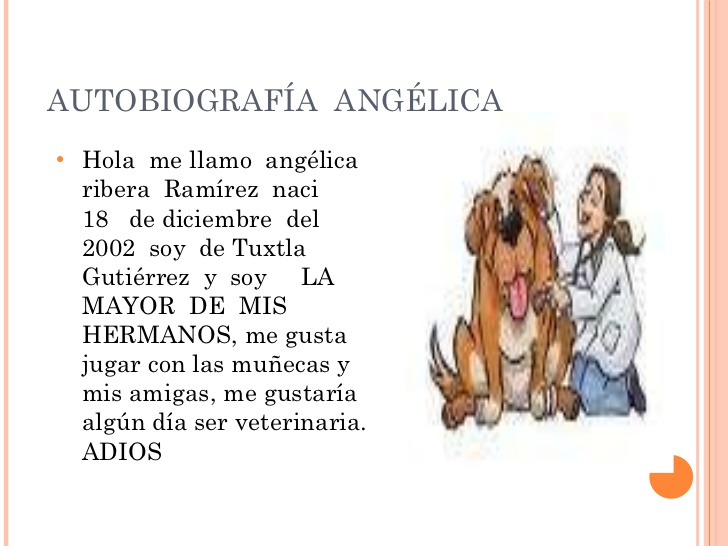 AUTOBIOGRAFÍA ANGÉLICA
• Hola me llamo angélica
ribera Ramírez naci
18 de diciembre del
2002 soy de Tuxtla
Gutiérrez y soy LA
MAYOR DE MIS
HERMANOS, me gusta
jugar con las muñecas y
mis amigas, me gustaría
algún día ser veterinaria.
ADIOS